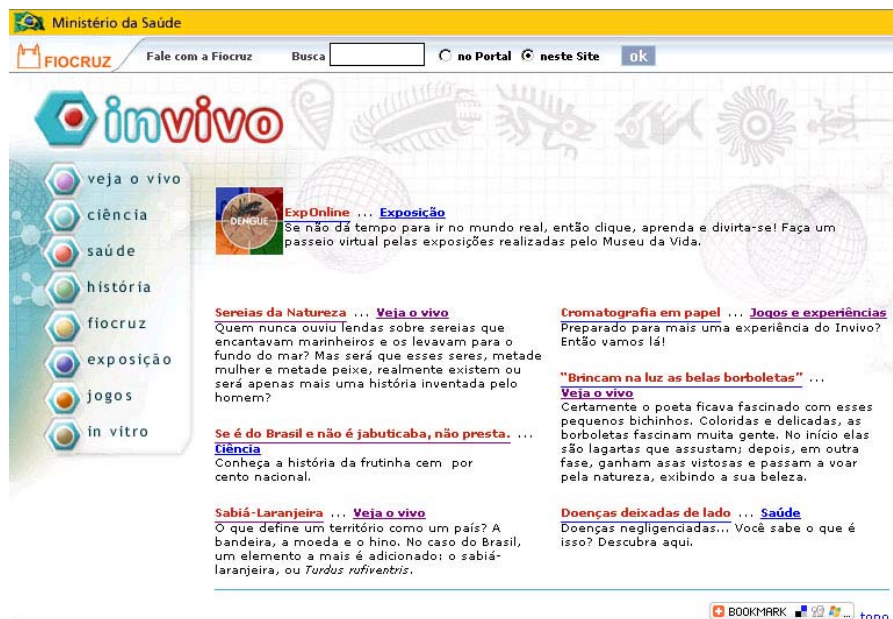 Ministério da Saúde
FIOCRUZ
Fale com a Fiocruz
Busca
no Portal
neste Site
ok
invivo
veja o vivo
ciência
saúde
história
fiocruz
exposição
jogos
in vitro
DENGUE
ExpOnline ... Exposição
Se não dá tempo para ir no mundo real, então clique, aprenda e divirta-se! Faça um
passeio virtual pelas exposições realizadas pelo Museu da Vida.
Sereias da Natureza ... Veja o vivo
Quem nunca ouviu lendas sobre sereias que
encantavam marinheiros e os levavam para o
fundo do mar? Mas será que esses seres, metade
mulher e metade peixe, realmente existem ou
será apenas mais uma história inventada pelo
homem?
Se é do Brasil e não é jabuticaba, não presta. ...
Ciência
Conheça a história da frutinha cem por
cento nacional.
Sabiá-Laranjeira ... Veja o vivo
O que define um território como um país? A
bandeira, a moeda e o hino. No caso do Brasil,
um elemento a mais é adicionado: o sabiá-
laranjeira, ou Turdus rufiventris.
Cromatografia em papel ... Jogos e experiências
Preparado para mais uma experiência do Invivo?
Então vamos lá!
"Brincam na luz as belas borboletas" ...
Veja o vivo
Certamente o poeta ficava fascinado com esses
pequenos bichinhos. Coloridas e delicadas, as
borboletas fascinam muita gente. No início elas
são lagartas que assustam; depois, em outra
fase, ganham asas vistosas e passam a voar
pela natureza, exibindo a sua beleza.
Doenças deixadas de lado ... Saúde
Doenças negligenciadas... Você sabe o que é
isso? Descubra aqui.
BOOKMARK ...
topo